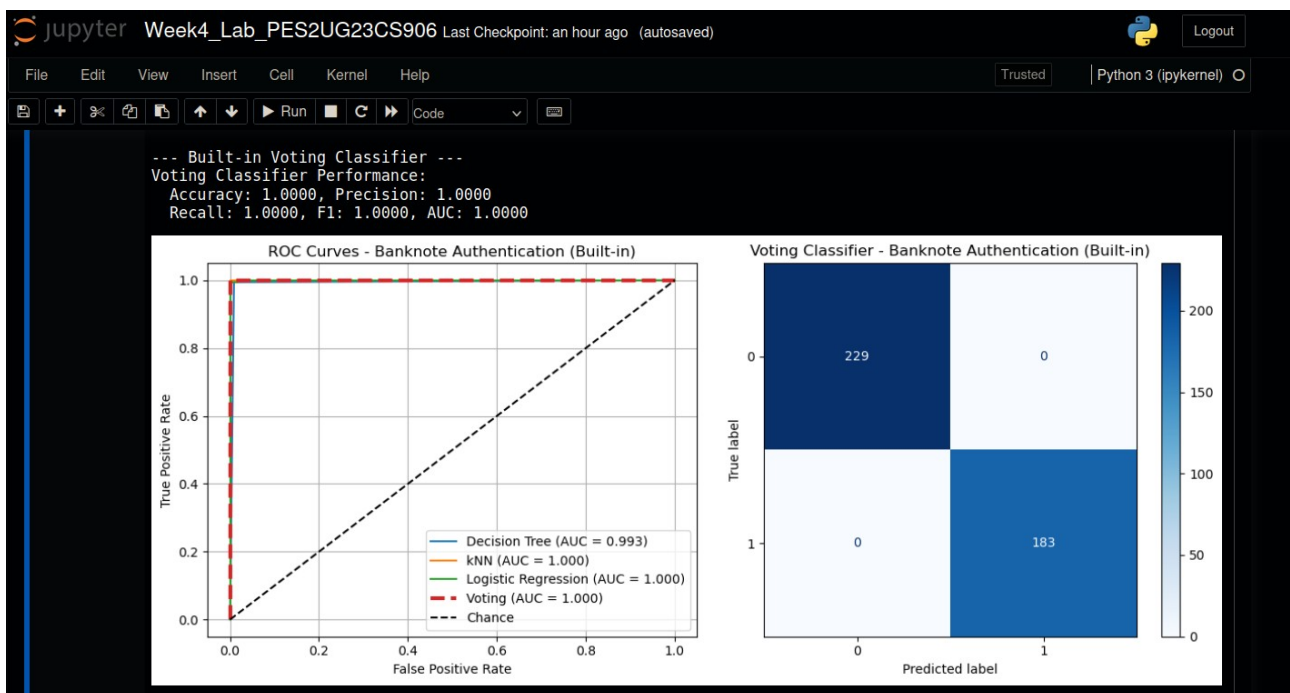 jupyter Week4_Lab_PES2UG23CS906 Last Checkpoint: an hour ago (autosaved)
Logout
File Edit View Insert Cell Kernel Help
Trusted Python 3 (ipykernel)
Run Code
--- Built-in Voting Classifier ---
Voting Classifier Performance:
Accuracy: 1.0000, Precision: 1.0000
Recall: 1.0000, F1: 1.0000, AUC: 1.0000
ROC Curves - Banknote Authentication (Built-in)
1.0
0.8
0.6
0.4
0.2
0.0
True Positive Rate
Decision Tree (AUC = 0.993)
kNN (AUC = 1.000)
Logistic Regression (AUC = 1.000)
Voting (AUC = 1.000)
Chance
0.0 0.2 0.4 0.6 0.8 1.0
False Positive Rate
Voting Classifier - Banknote Authentication (Built-in)
True label
0
229 0
1
0 183
0 1
Predicted label
200
150
100
50
0